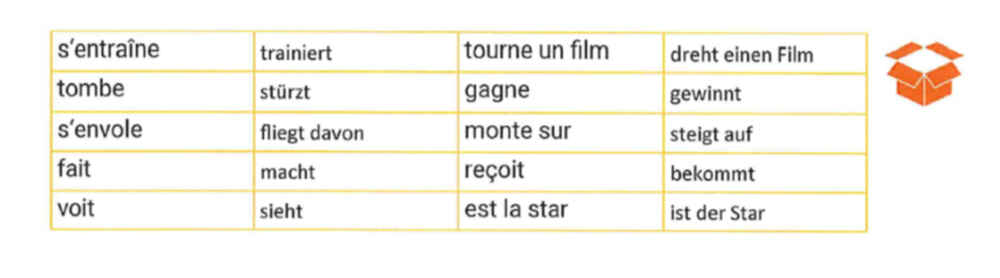 s'entraîne trainiert tourne un film dreht einen Film
tombe stürzt gagne gewinnt
s'envole fliegt davon monte sur steigt auf
fait macht reçoit bekommt
voit sieht est la star ist der Star